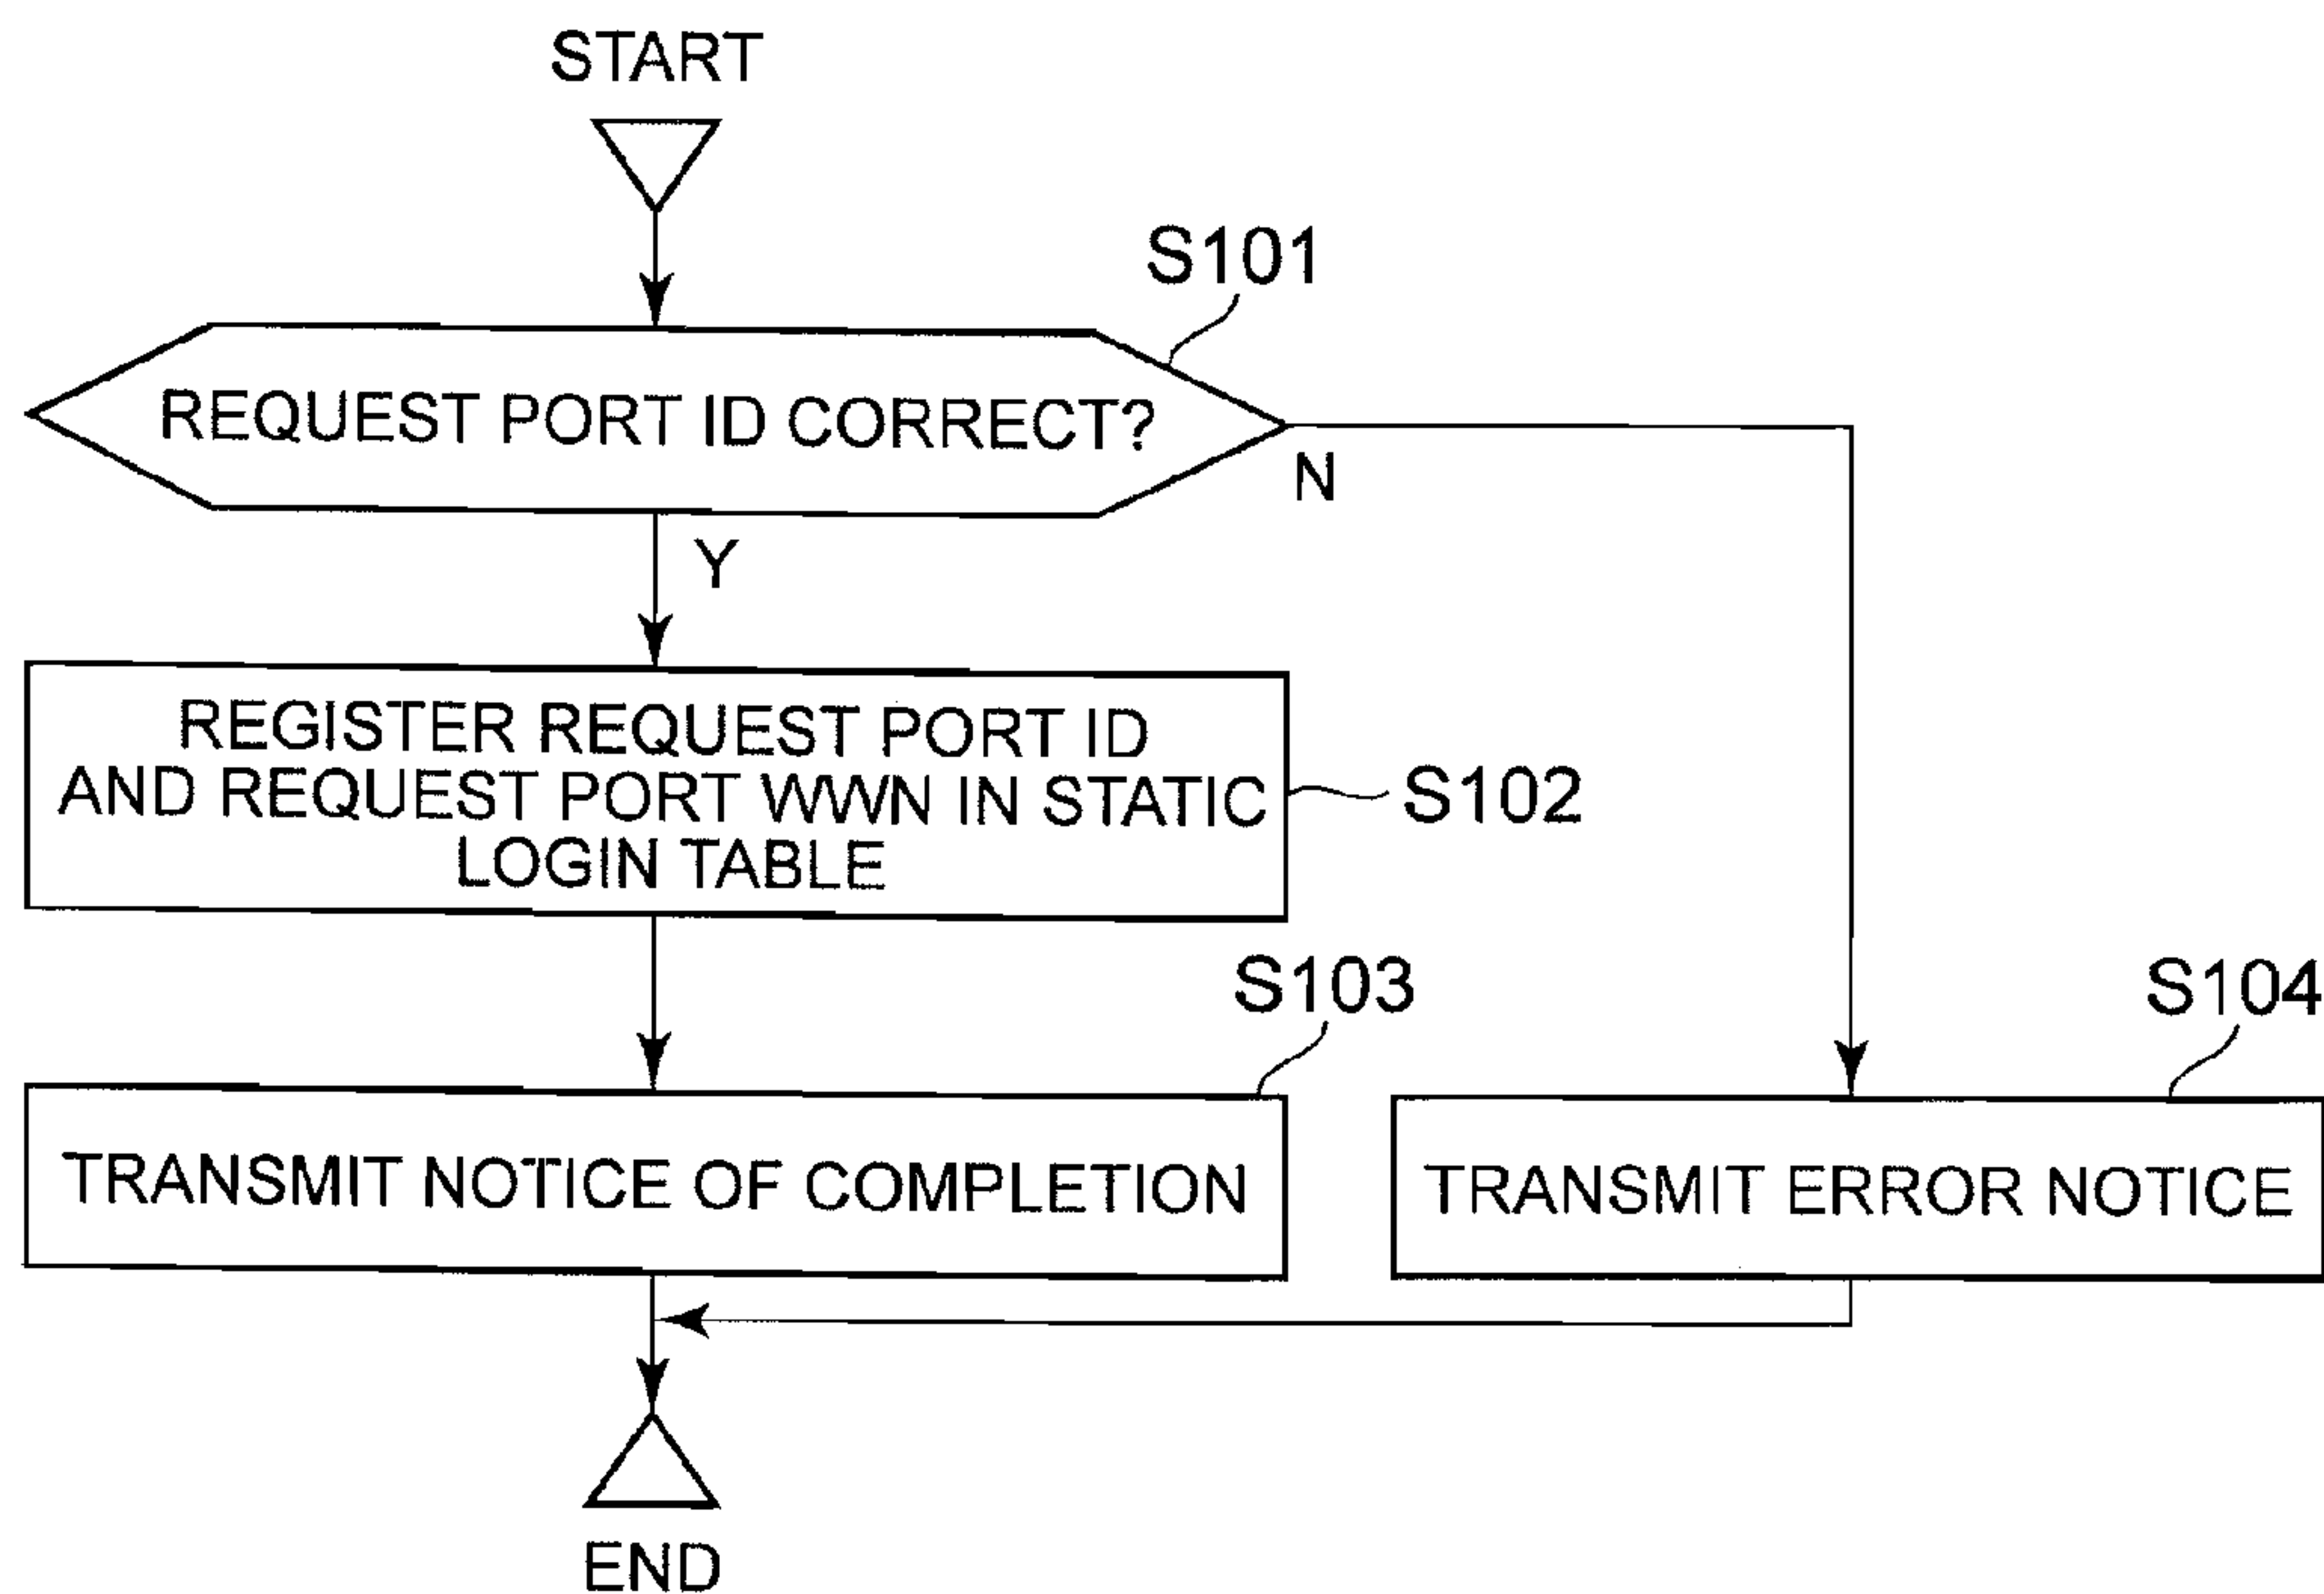 START
S101
REQUEST PORT ID CORRECT?
N
Y
REGISTER REQUEST PORT ID
AND REQUEST PORT WWN IN STATIC
LOGIN TABLE
S102
S103
S104
TRANSMIT NOTICE OF COMPLETION
TRANSMIT ERROR NOTICE
END